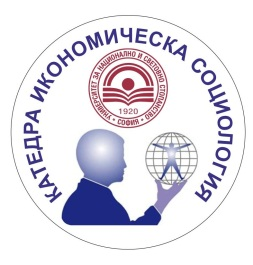 КАТЕДРА ИКОНОМИЧЕСКА СОЦИОЛОГИЯ
УНИВЕРСИТЕТ ЗА НАЦИОНАЛНО И СВЕТОВНО СТОПАНСТВО
1920
• СОФИЯ •